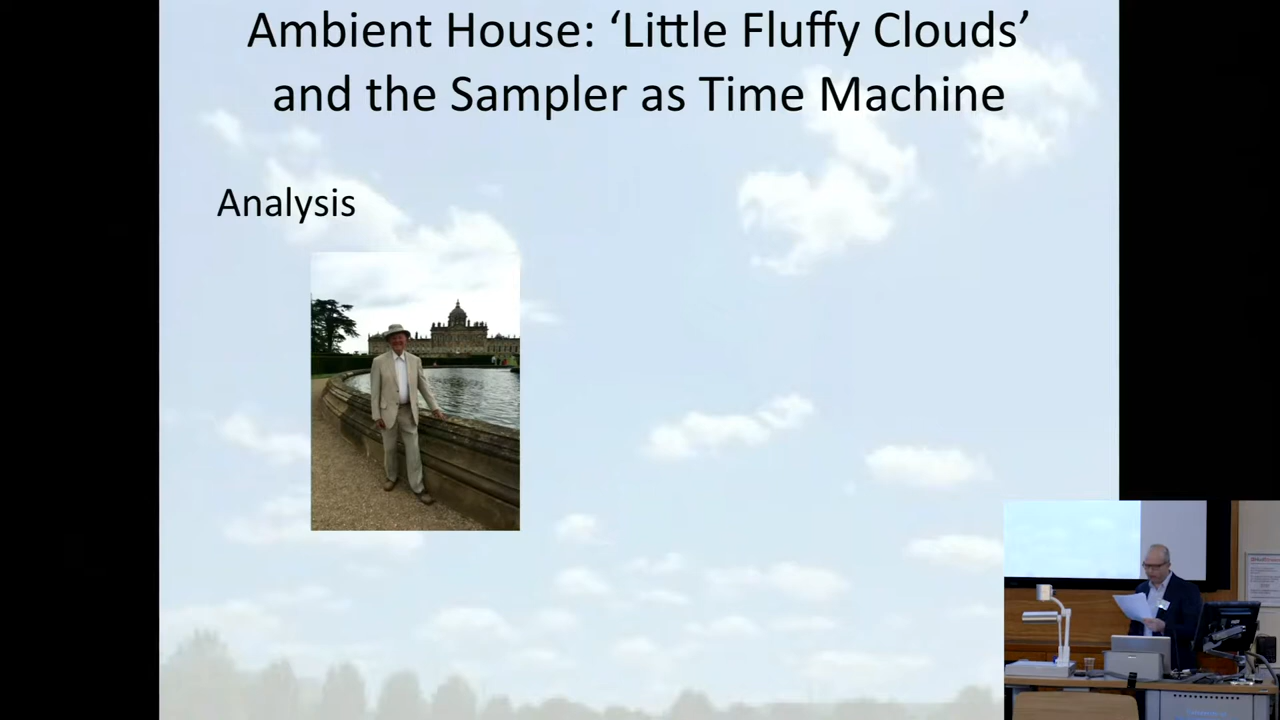 Ambient House: ‘Little Fluffy Clouds’
and the Sampler as Time Machine
Analysis